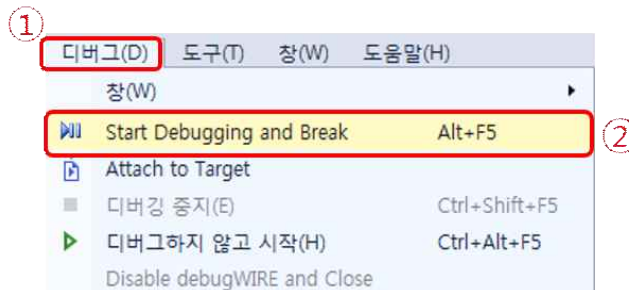 ①
디버그(D) 도구(T) 창(W) 도움말(H)
창(W)
Start Debugging and Break Alt+F5
②
Attach to Target
디버깅 중지(E) Ctrl+Shift+F5
디버그하지 않고 시작(H) Ctrl+Alt+F5
Disable debugWIRE and Close